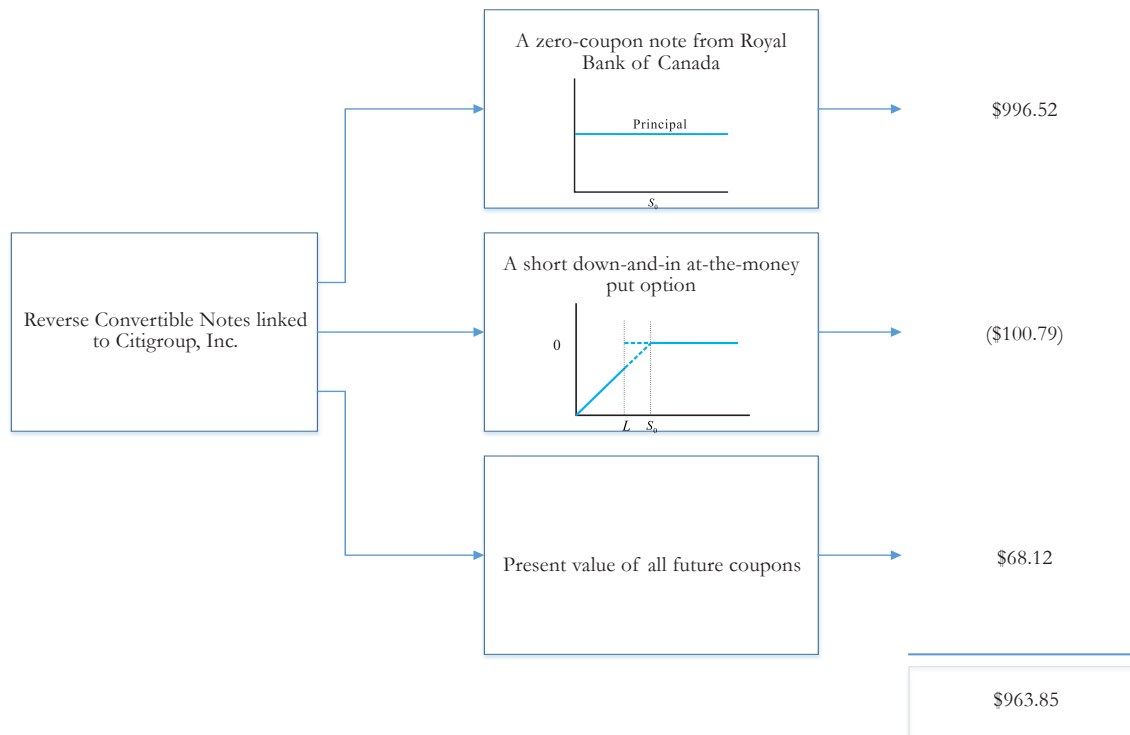 A zero-coupon note from Royal
Bank of Canada
Principal
S₀
$996.52
Reverse Convertible Notes linked
to Citigroup, Inc.
A short down-and-in at-the-money
put option
0
L
S₀
($100.79)
Present value of all future coupons
$68.12
$963.85